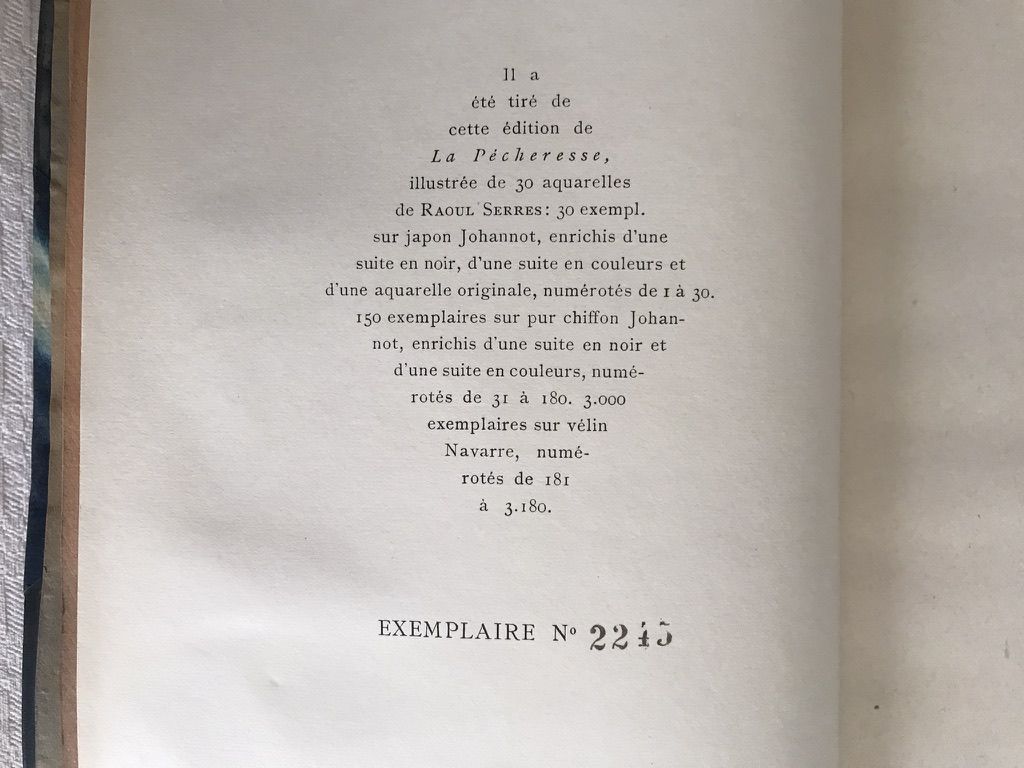 Il a
été tiré de
cette édition de
La Pécheresse,
illustrée de 30 aquarelles
de RAOUL SERRES: 30 exempl.
sur japon Johannot, enrichis d'une
suite en noir, d'une suite en couleurs et
d'une aquarelle originale, numérotés de 1 à 30.
150 exemplaires sur pur chiffon Johan-
not, enrichis d'une suite en noir et
d'une suite en couleurs, numé-
rotés de 31 à 180. 3.000
exemplaires sur vélin
Navarre, numé-
rotés de 181
à 3.180.
EXEMPLAIRE Nº 2245